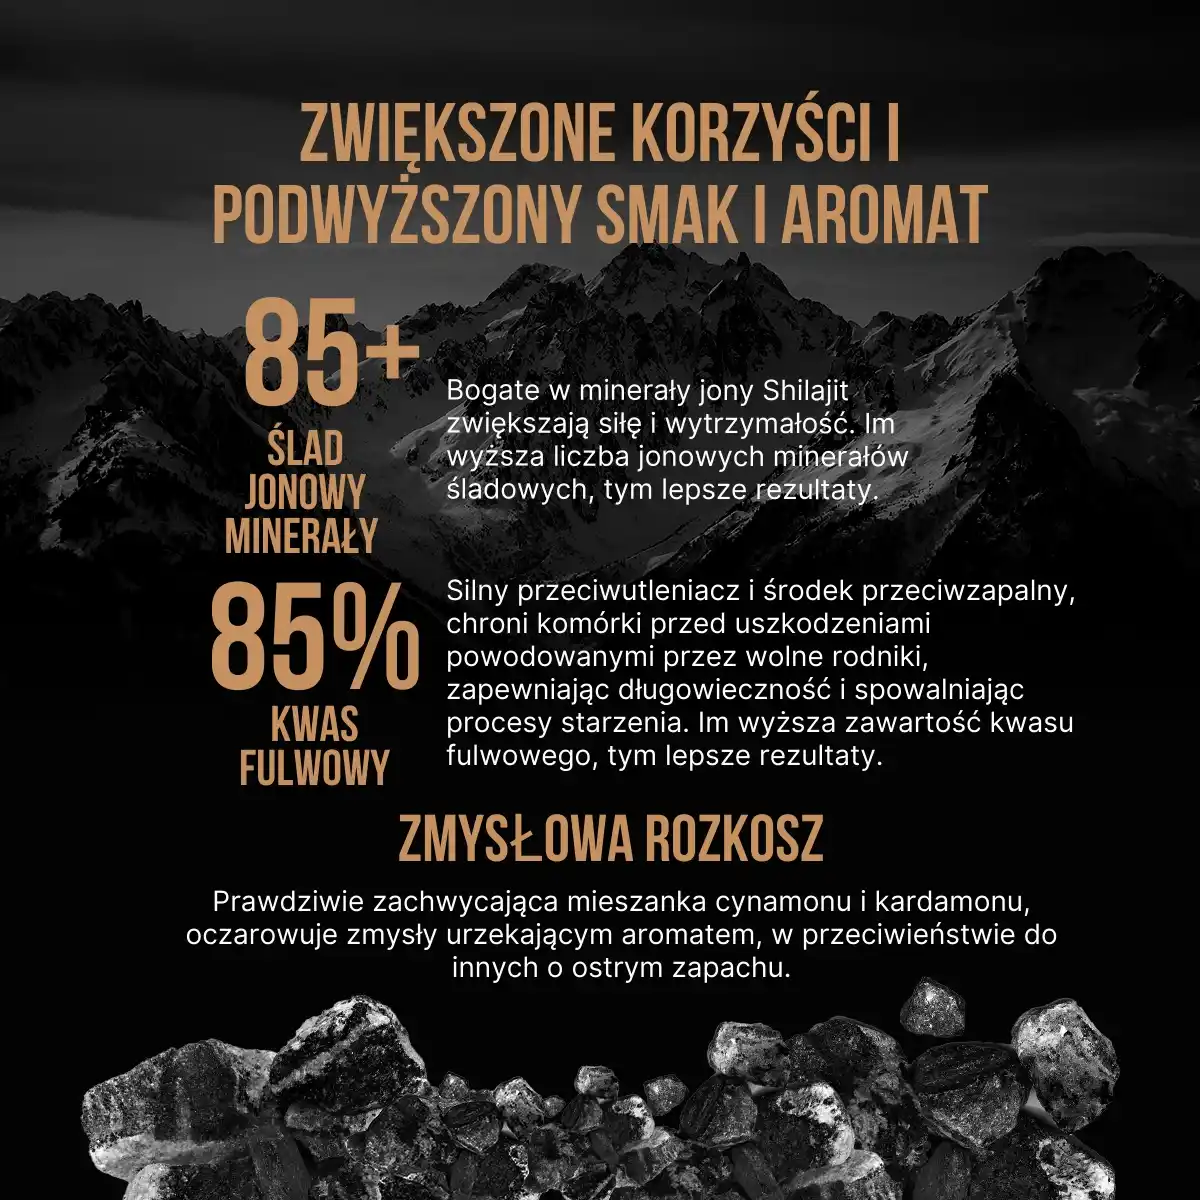 ZWIĘKSZONE KORZYŚCI I
PODWYŻSZONY SMAK I AROMAT
85+
ŚLAD
JONOWY
MINERAŁY
Bogate w minerały jony Shilajit
zwiększają siłę i wytrzymałość. Im
wyższa liczba jonowych minerałów
śladowych, tym lepsze rezultaty.
85%
KWAS
FULWOWY
Silny przeciwutleniacz i środek przeciwzapalny,
chroni komórki przed uszkodzeniami
powodowanymi przez wolne rodniki,
zapewniając długowieczność i spowalniając
procesy starzenia. Im wyższa zawartość kwasu
fulwowego, tym lepsze rezultaty.
ZMYSŁOWA ROZKOSZ
Prawdziwie zachwycająca mieszanka cynamonu i kardamonu,
oczarowuje zmysły urzekającym aromatem, w przeciwieństwie do
innych o ostrym zapachu.